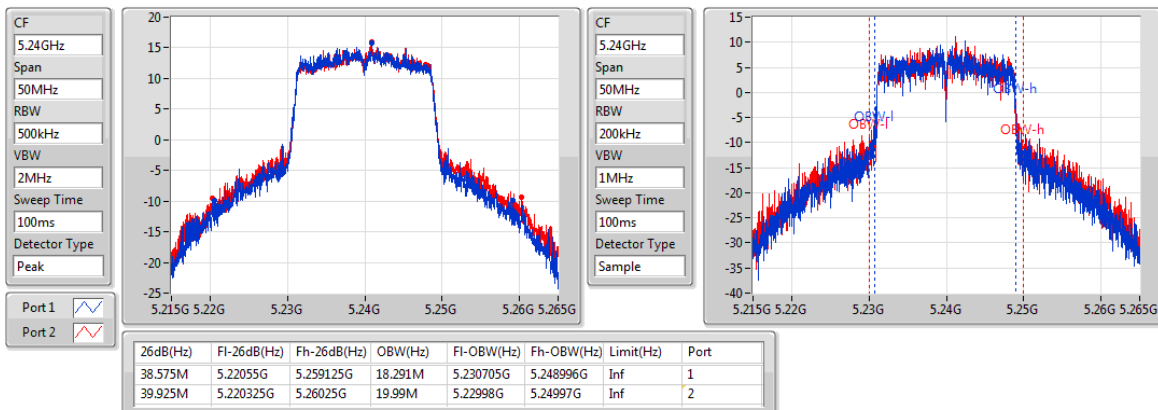 CF
5.24GHz
Span
50MHz
RBW
500kHz
VBW
2MHz
Sweep Time
100ms
Detector Type
Peak
Port 1
Port 2
20
15
10
5
0
-5
-10
-15
-20
-25
5.215G 5.22G 5.23G 5.24G 5.25G 5.26G 5.265G
CF
5.24GHz
Span
50MHz
RBW
200kHz
VBW
1MHz
Sweep Time
100ms
Detector Type
Sample
15
10
5
0
-5
-10
-15
-20
-25
-30
-35
-40
OBW-h
OBW-l
OBW-l
OBW-h
5.215G 5.22G 5.23G 5.24G 5.25G 5.26G 5.265G
26dB(Hz) Fl-26dB(Hz) Fh-26dB(Hz) OBW(Hz) Fl-OBW(Hz) Fh-OBW(Hz) Limit(Hz) Port
38.575M 5.22055G 5.259125G 18.291M 5.230705G 5.248996G Inf 1
39.925M 5.220325G 5.26025G 19.99M 5.22998G 5.24997G Inf 2